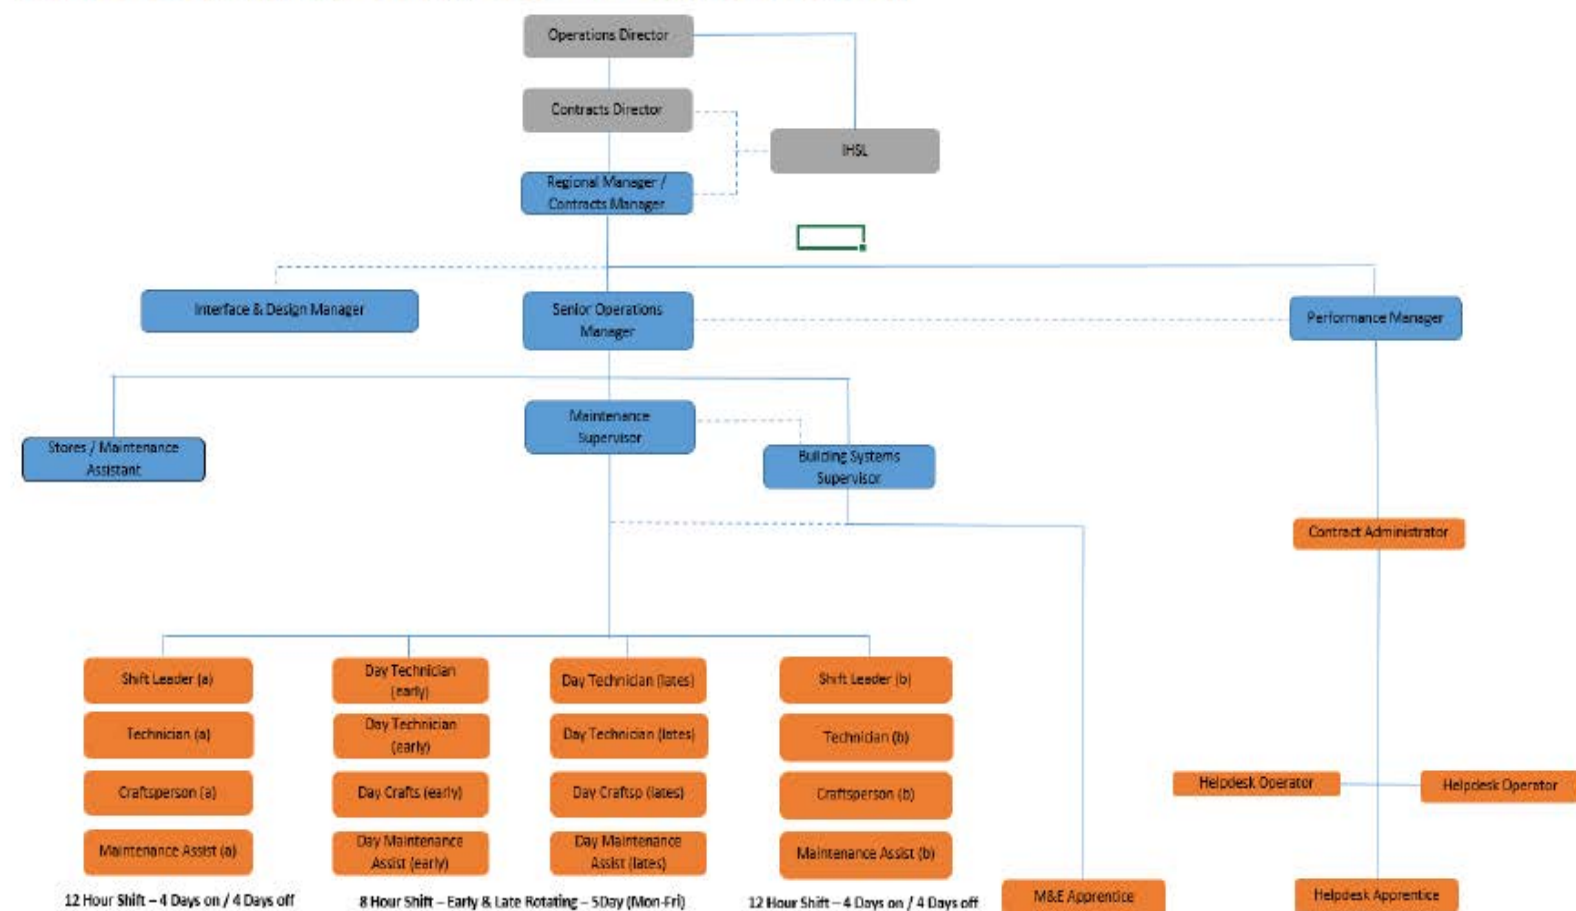 Operations Director
Contracts Director
IHSL
Regional Manager /
Contracts Manager
Interface & Design Manager
Senior Operations
Manager
Performance Manager
Maintenance
Supervisor
Stores / Maintenance
Assistant
Building Systems
Supervisor
Contract Administrator
Shift Leader (a)
Day Technician
(early)
Day Technician (lates)
Shift Leader (b)
Technician (a)
Day Technician
(early)
Day Technician (lates)
Technician (b)
Craftsperson (a)
Day Crafts (early)
Day Craftsp (lates)
Craftsperson (b)
Helpdesk Operator
Helpdesk Operator
Maintenance Assist (a)
Day Maintenance
Assist (early)
Day Maintenance
Assist (lates)
Maintenance Assist (b)
M&E Apprentice
Helpdesk Apprentice
12 Hour Shift – 4 Days on / 4 Days off
8 Hour Shift – Early & Late Rotating – 5Day (Mon-Fri)
12 Hour Shift – 4 Days on / 4 Days off